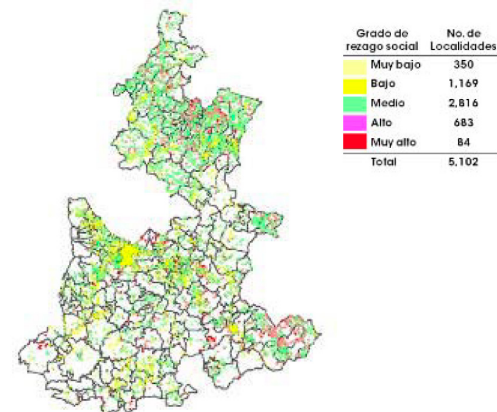 Grado de rezago social No. de Localidades
Muy bajo 350
Bajo 1,169
Medio 2,816
Alto 683
Muy alto 84
Total 5,102